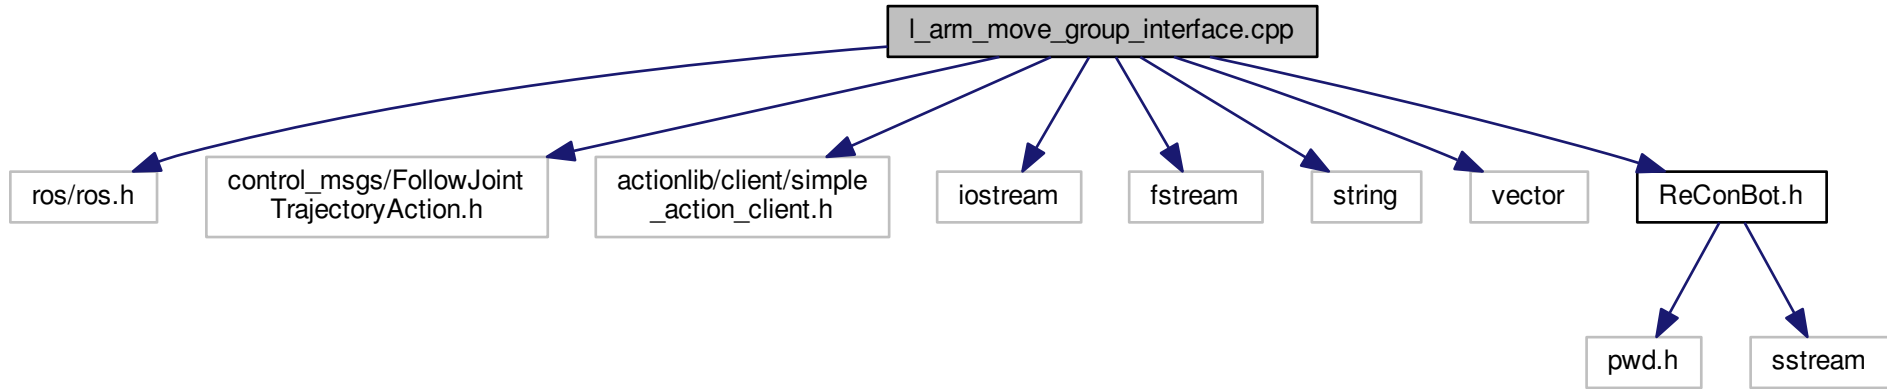 l_arm_move_group_interface.cpp
ros/ros.h
control_msgs/FollowJoint
TrajectoryAction.h
actionlib/client/simple
_action_client.h
iostream
fstream
string
vector
ReConBot.h
pwd.h
sstream